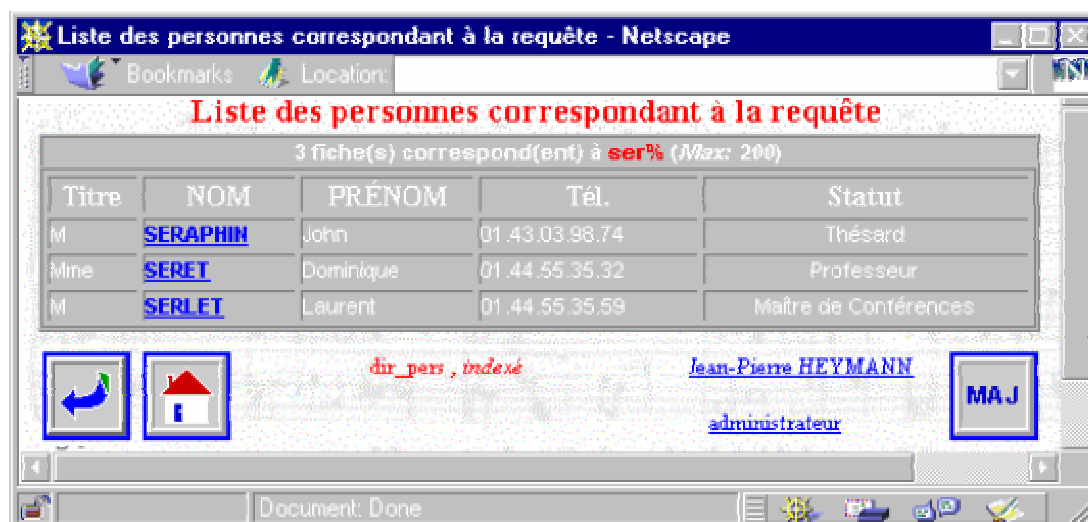 Liste des personnes correspondant à la requête - Netscape
Bookmarks Location:
Liste des personnes correspondant à la requête
3 fiche(s) correspond(ent) à ser% (Max: 200)
Titre NOM PRÉNOM Tél. Statut
M SERAPHIN John 01.43.03.98.74 Thésard
Mme SERET Dominique 01.44.55.35.32 Professeur
M SERLET Laurent 01.44.55.35.59 Maître de Conférences
dir_pers , indexé Jean-Pierre HEYMANN
MAJ
administrateur
Document: Done